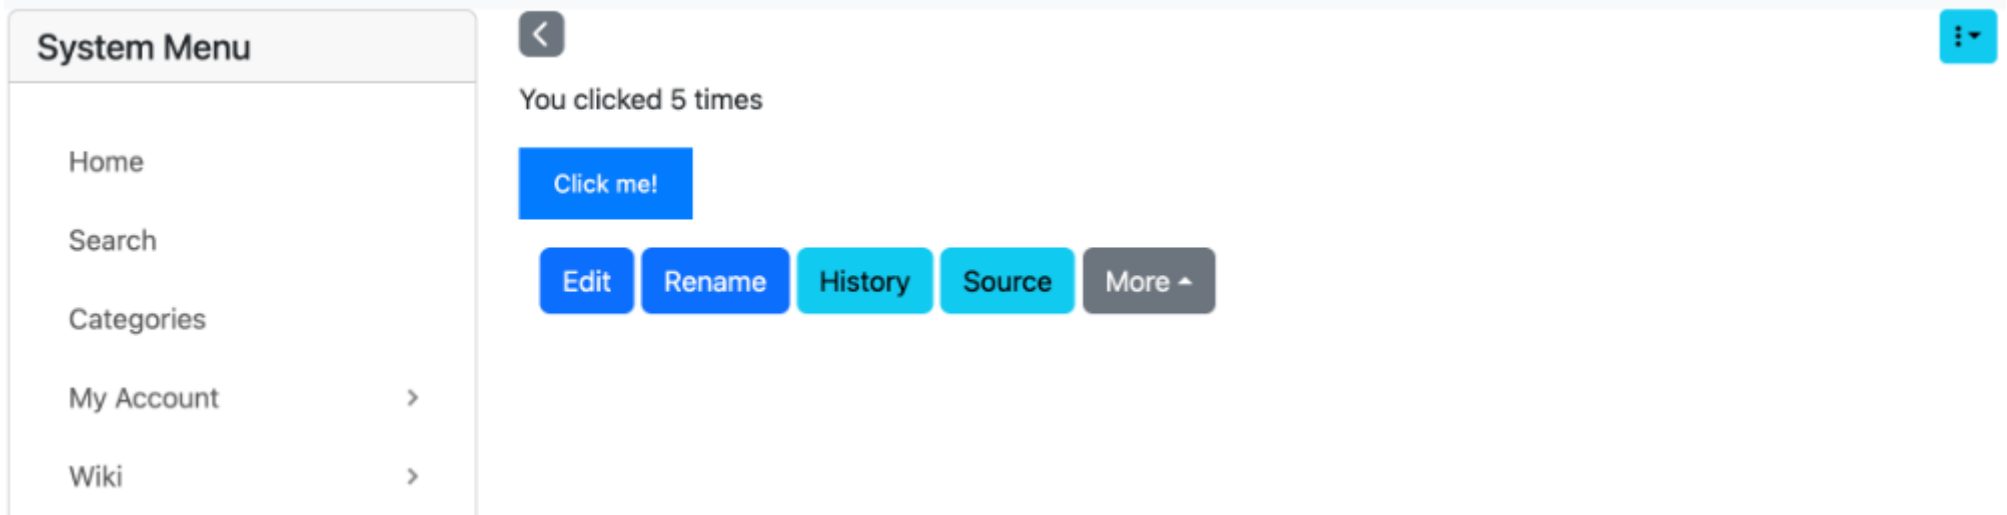 System Menu
Home
Search
Categories
My Account
Wiki
You clicked 5 times
Click me!
Edit Rename History Source More